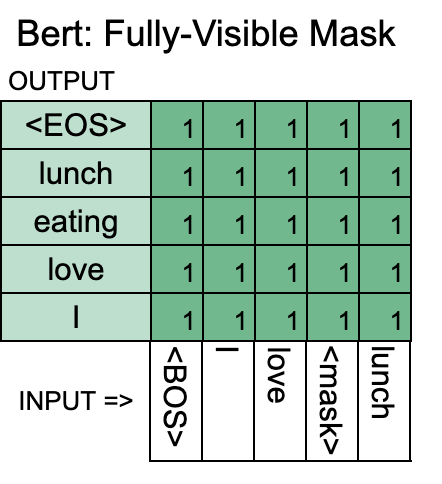 Bert: Fully-Visible Mask
OUTPUT
<EOS> 1 1 1 1 1
lunch 1 1 1 1 1
eating 1 1 1 1 1
love 1 1 1 1 1
I 1 1 1 1 1
INPUT => <BOS> I love <mask> lunch